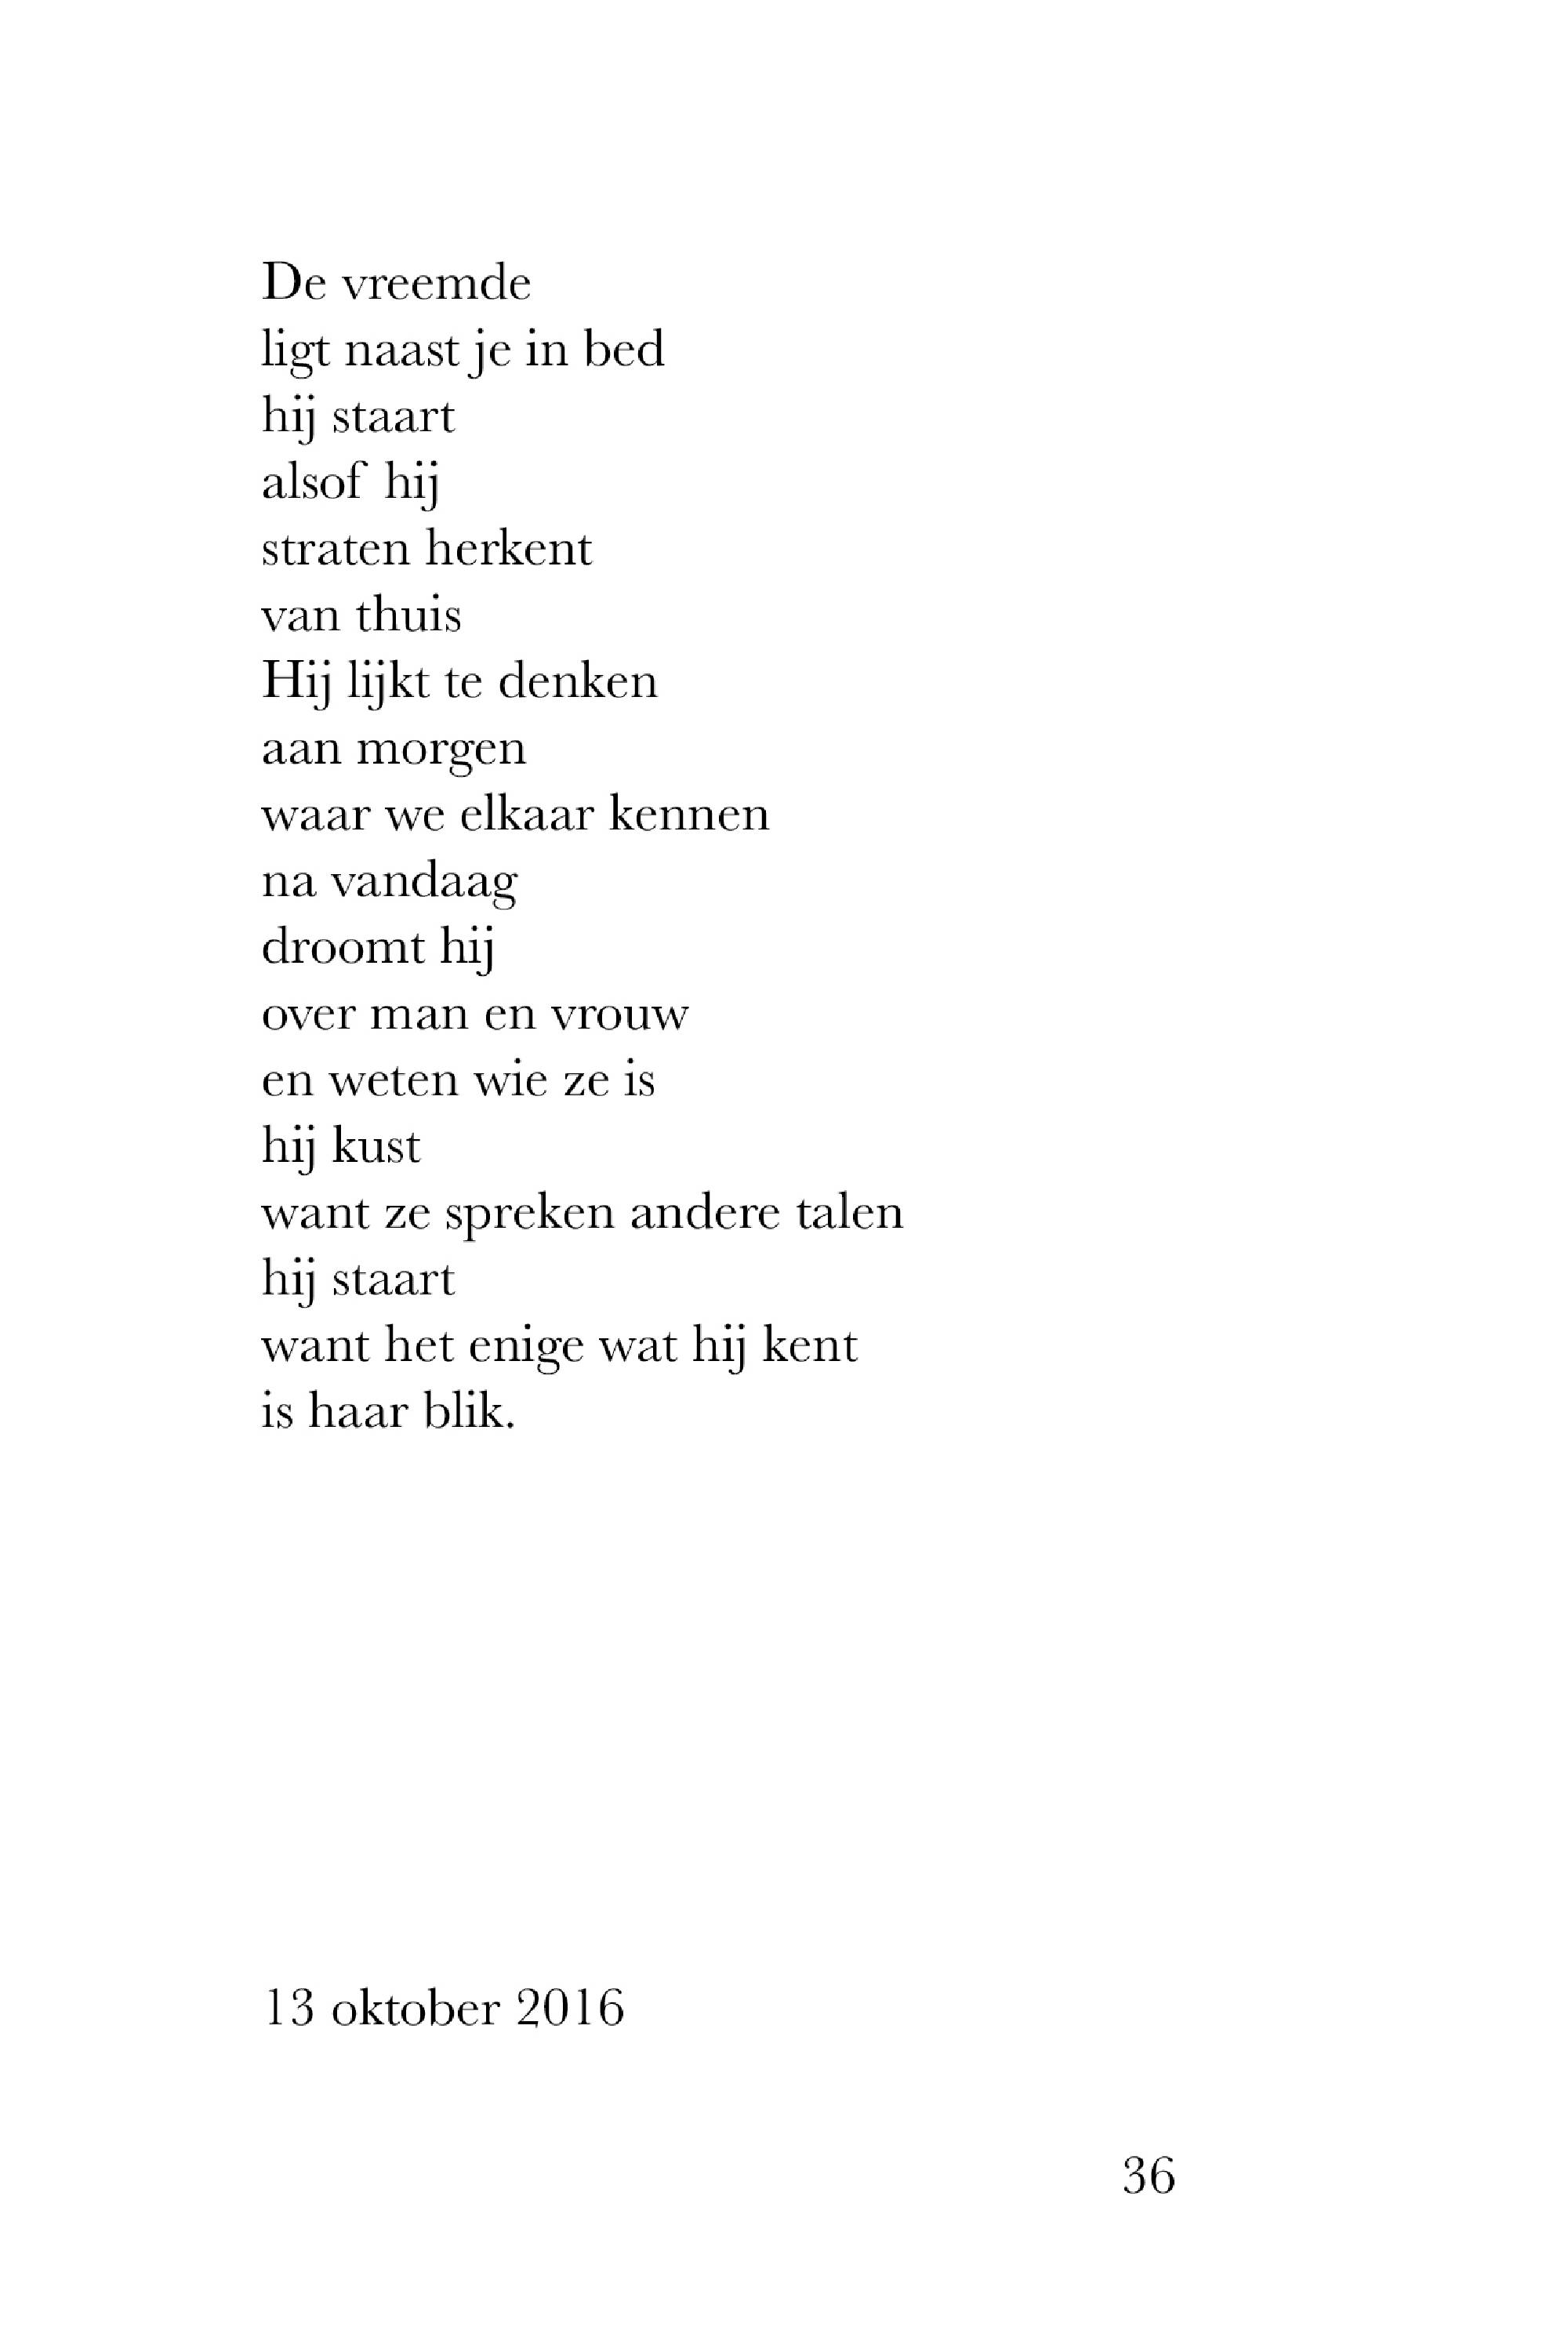 De vreemde
ligt naast je in bed
hij staart
alsof hij
straten herkent
van thuis
Hij lijkt te denken
aan morgen
waar we elkaar kennen
na vandaag
droomt hij
over man en vrouw
en weten wie ze is
hij kust
want ze spreken andere talen
hij staart
want het enige wat hij kent
is haar blik.
13 oktober 2016
36